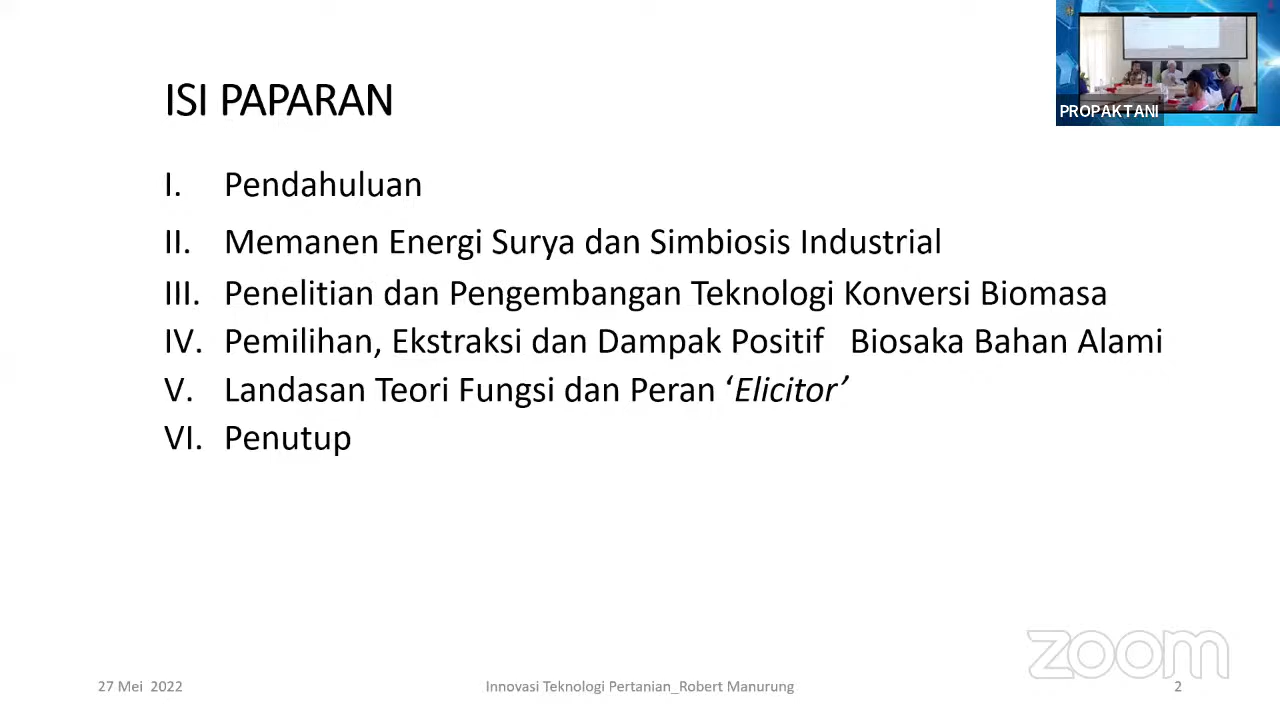 PROPAKTANI
ISI PAPARAN
I. Pendahuluan
II. Memanen Energi Surya dan Simbiosis Industrial
III. Penelitian dan Pengembangan Teknologi Konversi Biomasa
IV. Pemilihan, Ekstraksi dan Dampak Positif Biosaka Bahan Alami
V. Landasan Teori Fungsi dan Peran ‘Elicitor’
VI. Penutup
zoom
27 Mei 2022
Innovasi Teknologi Pertanian_Robert Manurung
2